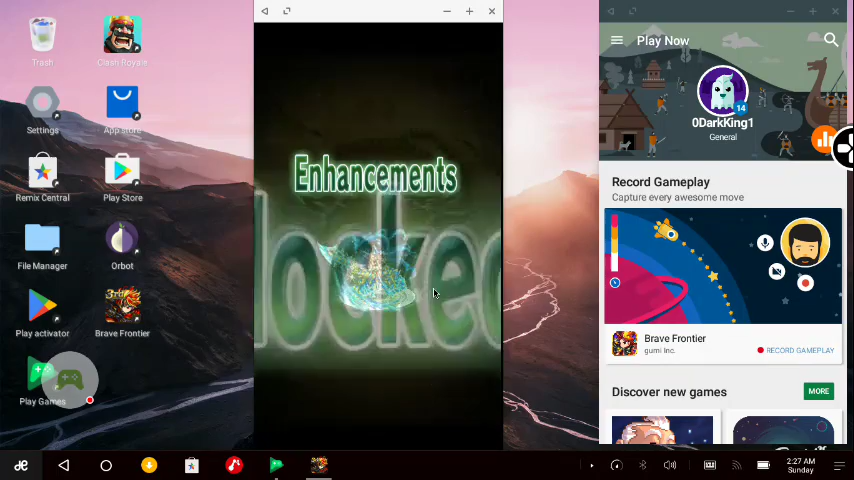 Trash
Clash Royale
Settings
App store
Remix Central
Play Store
File Manager
Orbot
Play activator
Brave Frontier
Play Games
Enhancements
locked
Play Now
14
0DarkKing1
General
Record Gameplay
Capture every awesome move
Brave Frontier
gumi Inc.
RECORD GAMEPLAY
Discover new games
MORE
2:27 AM
Sunday